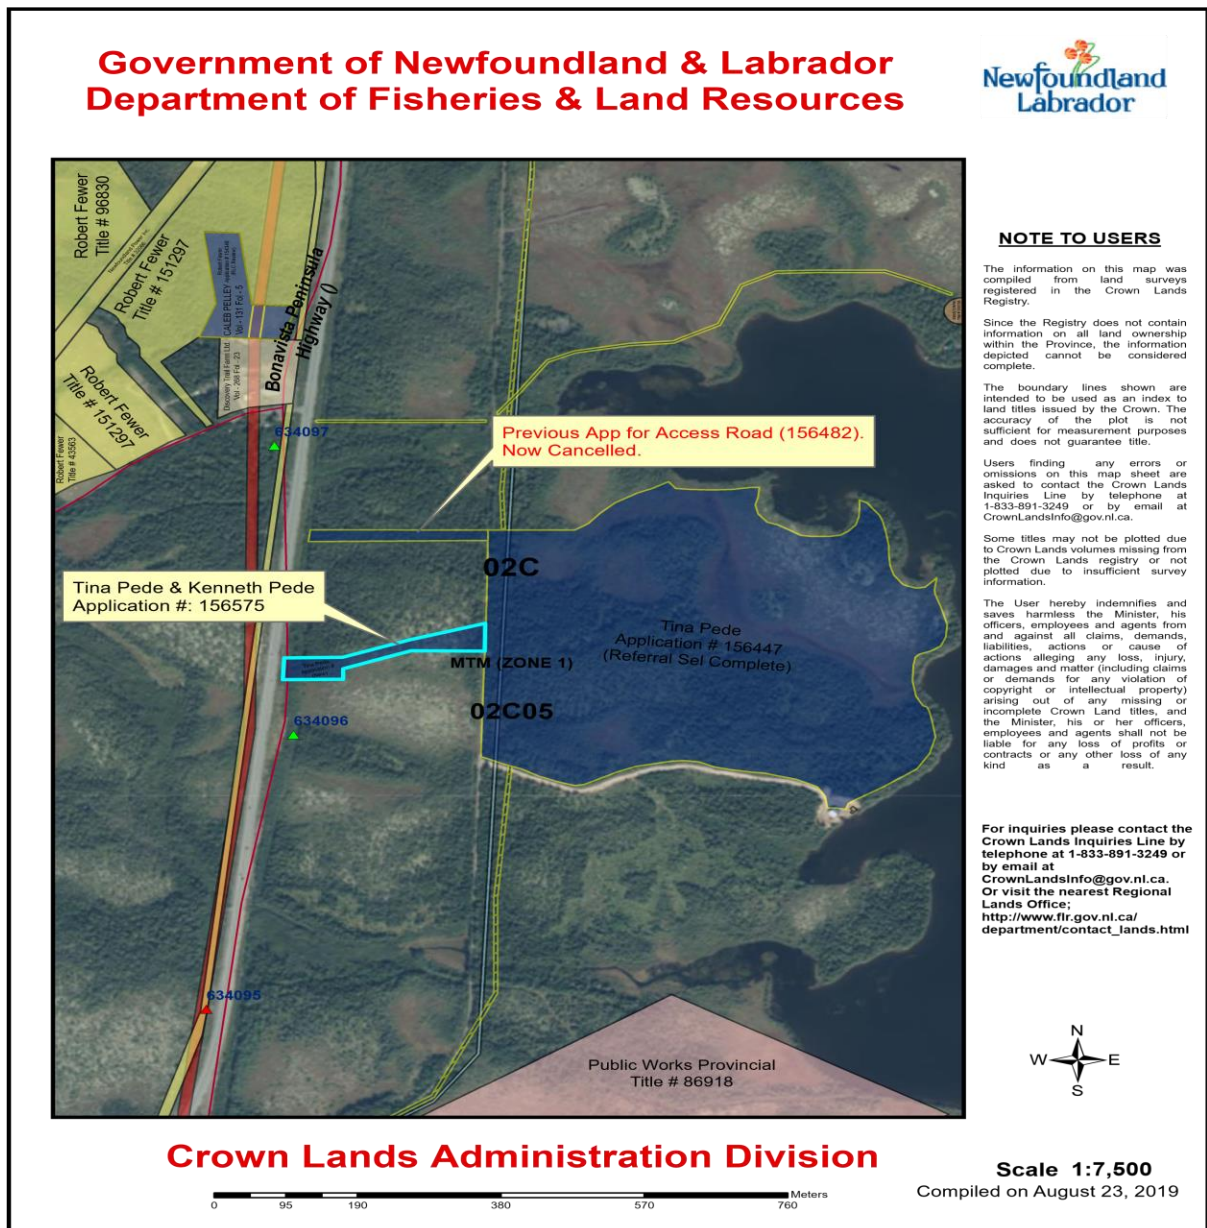 Government of Newfoundland & Labrador
Department of Fisheries & Land Resources
Newfoundland
Labrador
Robert Fewer
Title # 96830
Newfoundland Power Inc.
Robert Fewer
Title # 151297
CALEB PELLEY
Vol - 131 Fol - 5
Discovery Trail Farm Ltd
Vol - 268 Fol - 23
Bonavista Peninsula
Highway ()
Robert Fewer
Title # 151297
Robert Fewer
Title # 43563
634097
Previous App for Access Road (156482).
Now Cancelled.
02C
Tina Pede & Kenneth Pede
Application #: 156575
Tina Pede
Application # 156447
(Referral Sel Complete)
MTM (ZONE 1)
02C05
634096
634095
Public Works Provincial
Title # 86918
NOTE TO USERS
The information on this map was
compiled from land surveys
registered in the Crown Lands
Registry.
Since the Registry does not contain
information on all land ownership
within the Province, the information
depicted cannot be considered
complete.
The boundary lines shown are
intended to be used as an index to
land titles issued by the Crown. The
accuracy of the plot is not
sufficient for measurement purposes
and does not guarantee title.
Users finding any errors or
omissions on this map sheet are
asked to contact the Crown Lands
Inquiries Line by telephone at
1-833-891-3249 or by email at
CrownLandsInfo@gov.nl.ca.
Some titles may not be plotted due
to Crown Lands volumes missing from
the Crown Lands registry or not
plotted due to insufficient survey
information.
The User hereby indemnifies and
saves harmless the Minister, his
officers, employees and agents from
and against all claims, demands,
liabilities, actions or cause of
actions alleging any loss, injury,
damages and matter (including claims
or demands for any violation of
copyright or intellectual property)
arising out of any missing or
incomplete Crown Land titles, and
the Minister, his or her officers,
employees and agents shall not be
liable for any loss of profits or
contracts or any other loss of any
kind as a result.
For inquiries please contact the
Crown Lands Inquiries Line by
telephone at 1-833-891-3249 or
by email at
CrownLandsInfo@gov.nl.ca.
Or visit the nearest Regional
Lands Office;
http://www.flr.gov.nl.ca/
department/contact_lands.html
N
W E
S
Crown Lands Administration Division
Meters
0 95 190 380 570 760
Scale 1:7,500
Compiled on August 23, 2019